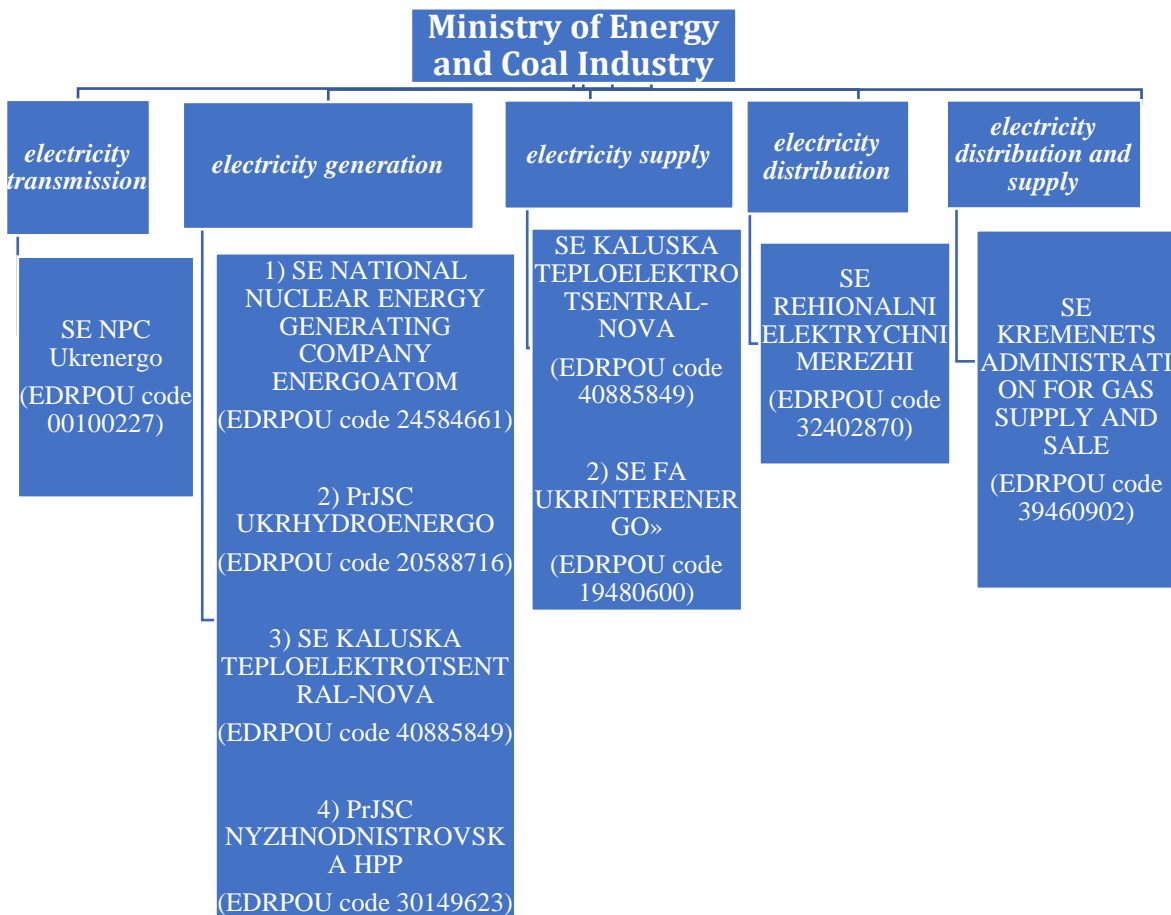 Ministry of Energy
and Coal Industry
electricity
transmission
electricity generation
electricity supply
electricity
distribution
electricity
distribution and
supply
SE NPC
Ukrenergo
(EDRPOU code
00100227)
1) SE NATIONAL
NUCLEAR ENERGY
GENERATING
COMPANY
ENERGOATOM
(EDRPOU code 24584661)
2) PrJSC
UKRHYDROENERGO
(EDRPOU code 20588716)
3) SE KALUSKA
TEPLOELEKTROTSENT
RAL-NOVA
(EDRPOU code 40885849)
4) PrJSC
NYZHNODNISTROVSK
A HPP
(EDRPOU code 30149623)
SE KALUSKA
TEPLOELEKTRO
TSENTRAL-
NOVA
(EDRPOU code
40885849)
2) SE FA
UKRINTERENER
GO»
(EDRPOU code
19480600)
SE
REHIONALNI
ELEKTRYCHNI
MEREZHI
(EDRPOU code
32402870)
SE
KREMENETS
ADMINISTRATI
ON FOR GAS
SUPPLY AND
SALE
(EDRPOU code
39460902)